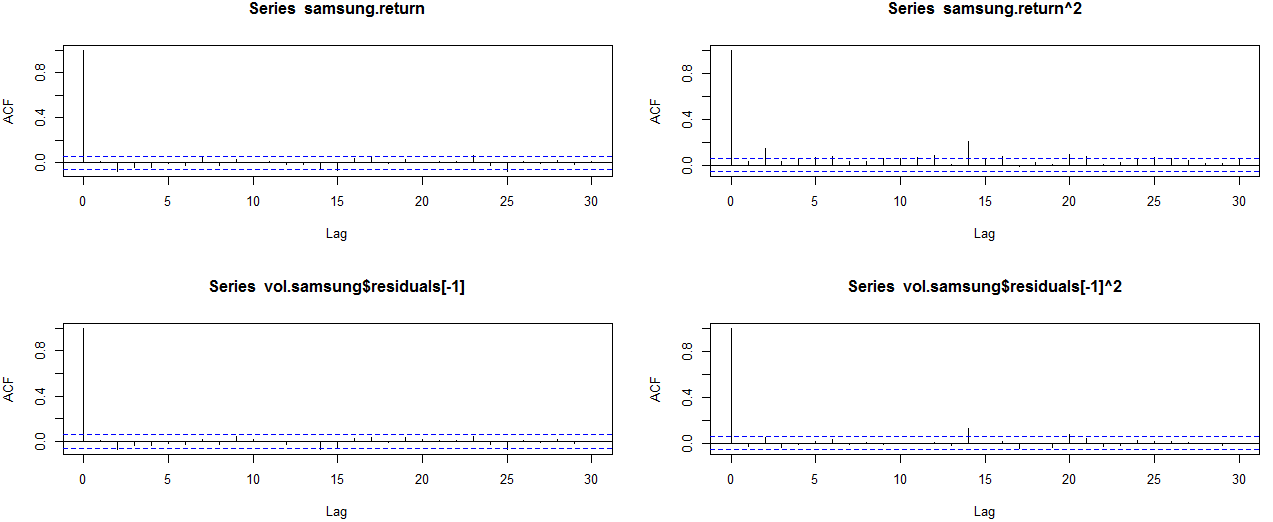 Series samsung.return
ACF
0.0 0.4 0.8
0 5 10 15 20 25 30
Lag
Series samsung.return^2
ACF
0.0 0.4 0.8
0 5 10 15 20 25 30
Lag
Series vol.samsung$residuals[-1]
ACF
0.0 0.4 0.8
0 5 10 15 20 25 30
Lag
Series vol.samsung$residuals[-1]^2
ACF
0.0 0.4 0.8
0 5 10 15 20 25 30
Lag